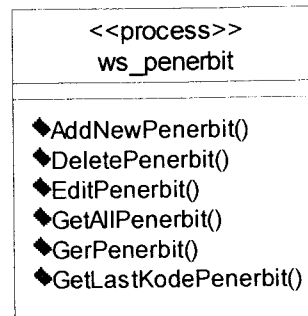 <<process>>
ws_penerbit
AddNewPenerbit()
DeletePenerbit()
EditPenerbit()
GetAllPenerbit()
GerPenerbit()
GetLastKodePenerbit()